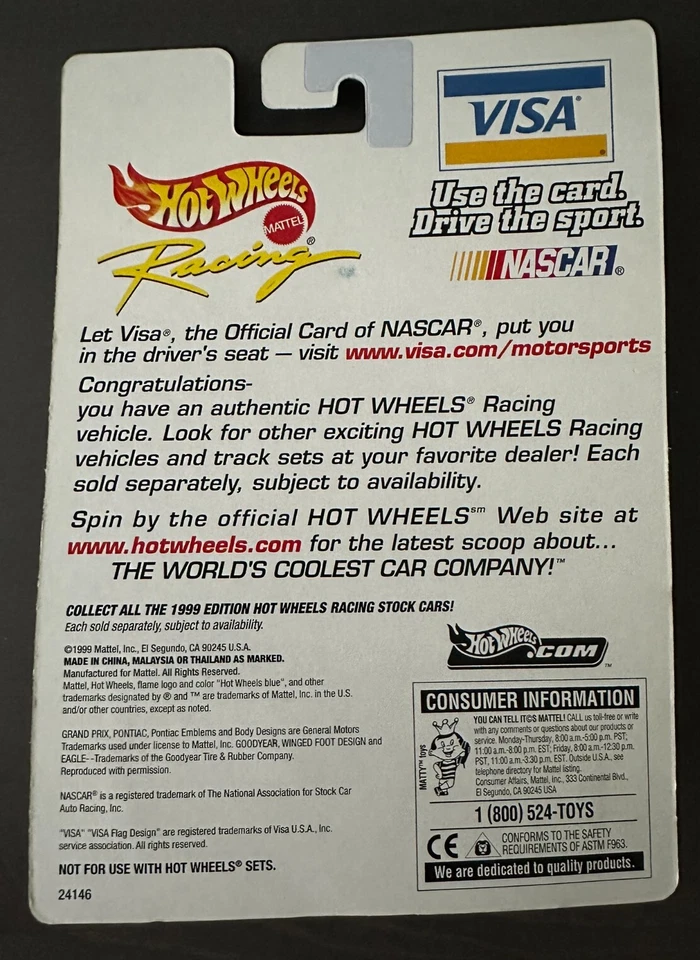 VISA®
Use the card.
Drive the sport.
NASCAR®
HOT WHEELS
MATTEL
Racing®
Let Visa®, the Official Card of NASCAR®, put you
in the driver's seat — visit www.visa.com/motorsports
Congratulations-
you have an authentic HOT WHEELS® Racing
vehicle. Look for other exciting HOT WHEELS Racing
vehicles and track sets at your favorite dealer! Each
sold separately, subject to availability.
Spin by the official HOT WHEELS℠ Web site at
www.hotwheels.com for the latest scoop about...
THE WORLD'S COOLEST CAR COMPANY!™
COLLECT ALL THE 1999 EDITION HOT WHEELS RACING STOCK CARS!
Each sold separately, subject to availability.
©1999 Mattel, Inc., El Segundo, CA 90245 U.S.A.
MADE IN CHINA, MALAYSIA OR THAILAND AS MARKED.
Manufactured for Mattel. All Rights Reserved.
Mattel, Hot Wheels, flame logo and color "Hot Wheels blue", and other
trademarks designated by ® and ™ are trademarks of Mattel, Inc. in the U.S.
and/or other countries, except as noted.
GRAND PRIX, PONTIAC, Pontiac Emblems and Body Designs are General Motors
Trademarks used under license to Mattel, Inc. GOODYEAR, WINGED FOOT DESIGN and
EAGLE--Trademarks of the Goodyear Tire & Rubber Company.
Reproduced with permission.
NASCAR® is a registered trademark of The National Association for Stock Car
Auto Racing, Inc.
"VISA" "VISA Flag Design" are registered trademarks of Visa U.S.A., Inc.
service association. All rights reserved.
NOT FOR USE WITH HOT WHEELS® SETS.
24146
Hot Wheels .COM™
CONSUMER INFORMATION
MATTY™ toys
YOU CAN TELL IT©S MATTEL! CALL us toll-free or write
with any comments or questions about our products or
service. Monday-Thursday, 8:00 a.m.-5:00 p.m. PST;
11:00 a.m.-8:00 p.m. EST; Friday, 8:00 a.m.-12:30 p.m.
PST, 11:00 a.m.-3:30 p.m. EST. Outside U.S.A., see
telephone directory for Mattel listing.
Consumer Affairs, Mattel, Inc., 333 Continental Blvd.,
El Segundo, CA 90245 USA
1 (800) 524-TOYS
CE
CONFORMS TO THE SAFETY
REQUIREMENTS OF ASTM F963.
We are dedicated to quality products.